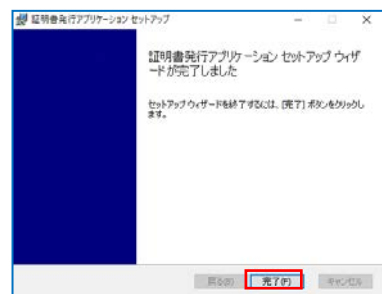 証明書発行アプリケーション セットアップ
証明書発行アプリケーション セットアップ ウィザ
ードが完了しました
セットアップ ウィザードを終了するには、[完了] ボタンをクリックし
ます。
戻る(B)
完了(F)
キャンセル